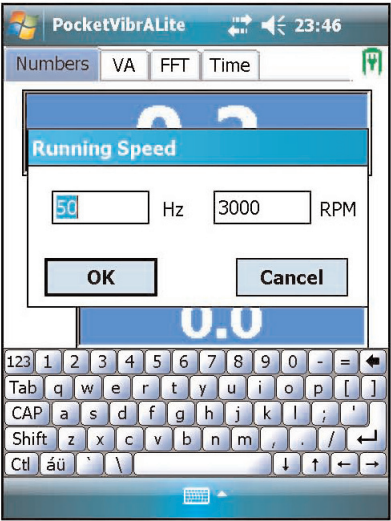 PocketVibrALite 23:46
Numbers VA FFT Time
Running Speed
50 Hz 3000 RPM
OK Cancel
0.0
123 1 2 3 4 5 6 7 8 9 0 - =
Tab q w e r t y u i o p [ ]
CAP a s d f g h j k l ; '
Shift z x c v b n m , . /
Ctl áü ` \